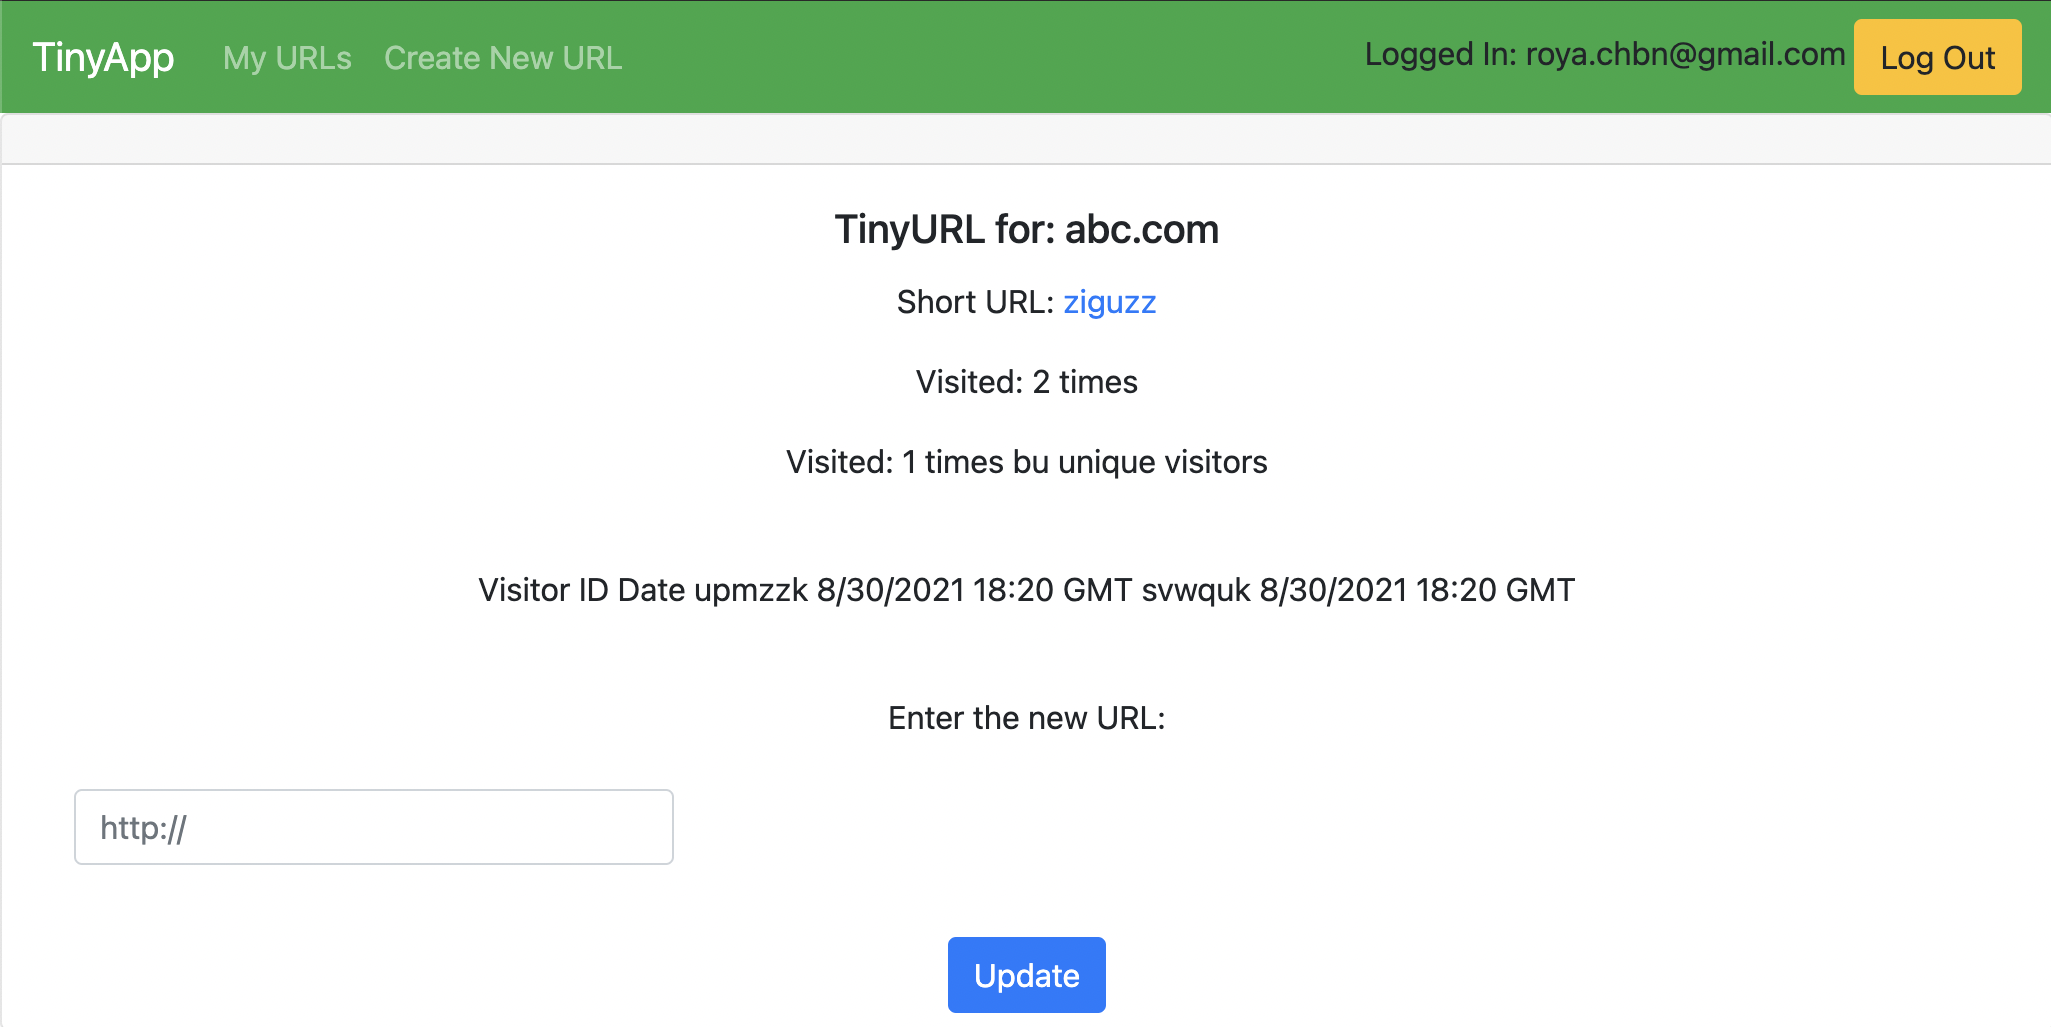 TinyApp My URLs Create New URL Logged In: roya.chbn@gmail.com Log Out
TinyURL for: abc.com
Short URL: ziguzz
Visited: 2 times
Visited: 1 times bu unique visitors
Visitor ID Date upmzzk 8/30/2021 18:20 GMT svwquk 8/30/2021 18:20 GMT
Enter the new URL:
http://
Update